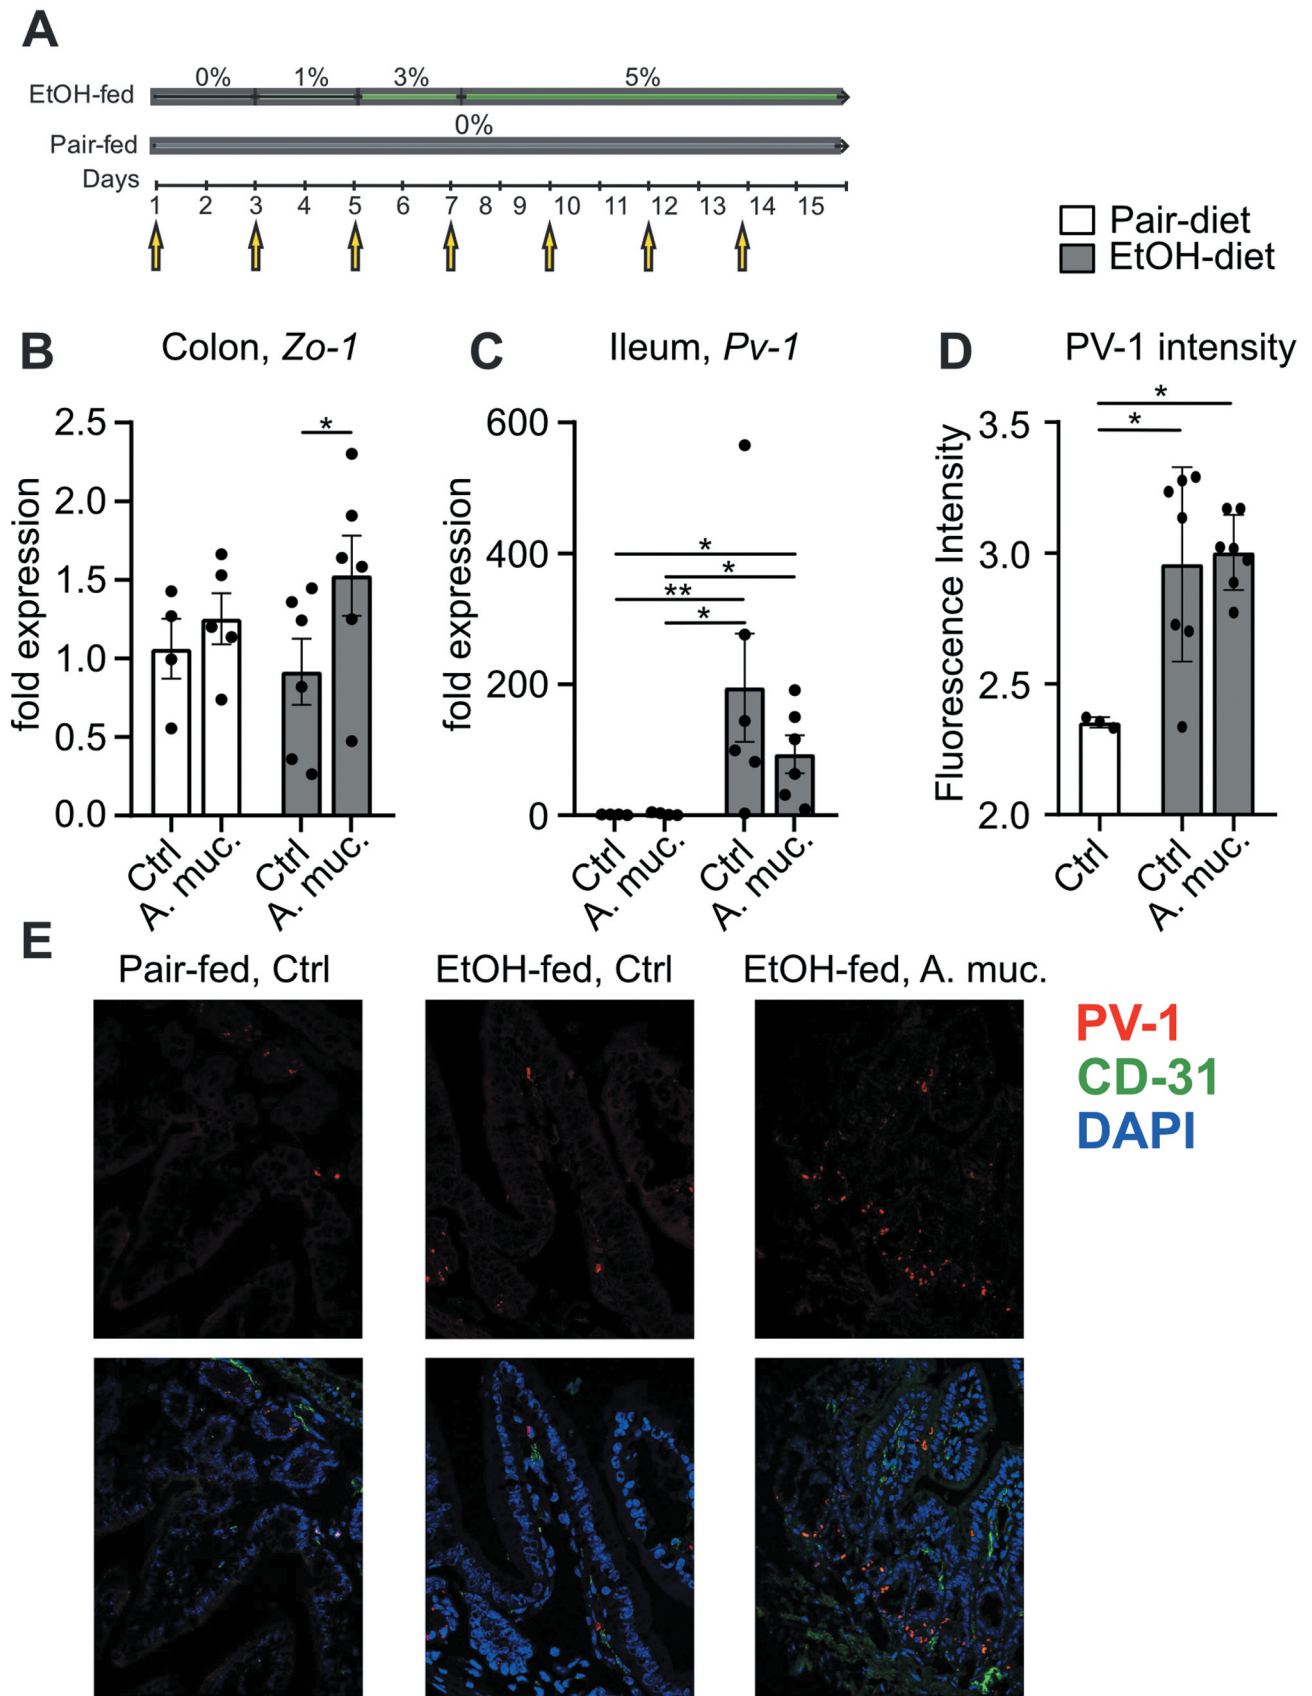 A
0% 1% 3% 5%
EtOH-fed
0%
Pair-fed
Days
1 2 3 4 5 6 7 8 9 10 11 12 13 14 15
Pair-diet
EtOH-diet
B Colon, Zo-1
fold expression
2.5
2.0
1.5
1.0
0.5
0.0
*
Ctrl
A. muc.
Ctrl
A. muc.
C Ileum, Pv-1
fold expression
600
400
200
0
*
*
**
*
Ctrl
A. muc.
Ctrl
A. muc.
D PV-1 intensity
Fluorescence Intensity
3.5
3.0
2.5
2.0
*
*
Ctrl
Ctrl
A. muc.
E
Pair-fed, Ctrl EtOH-fed, Ctrl EtOH-fed, A. muc.
PV-1
CD-31
DAPI